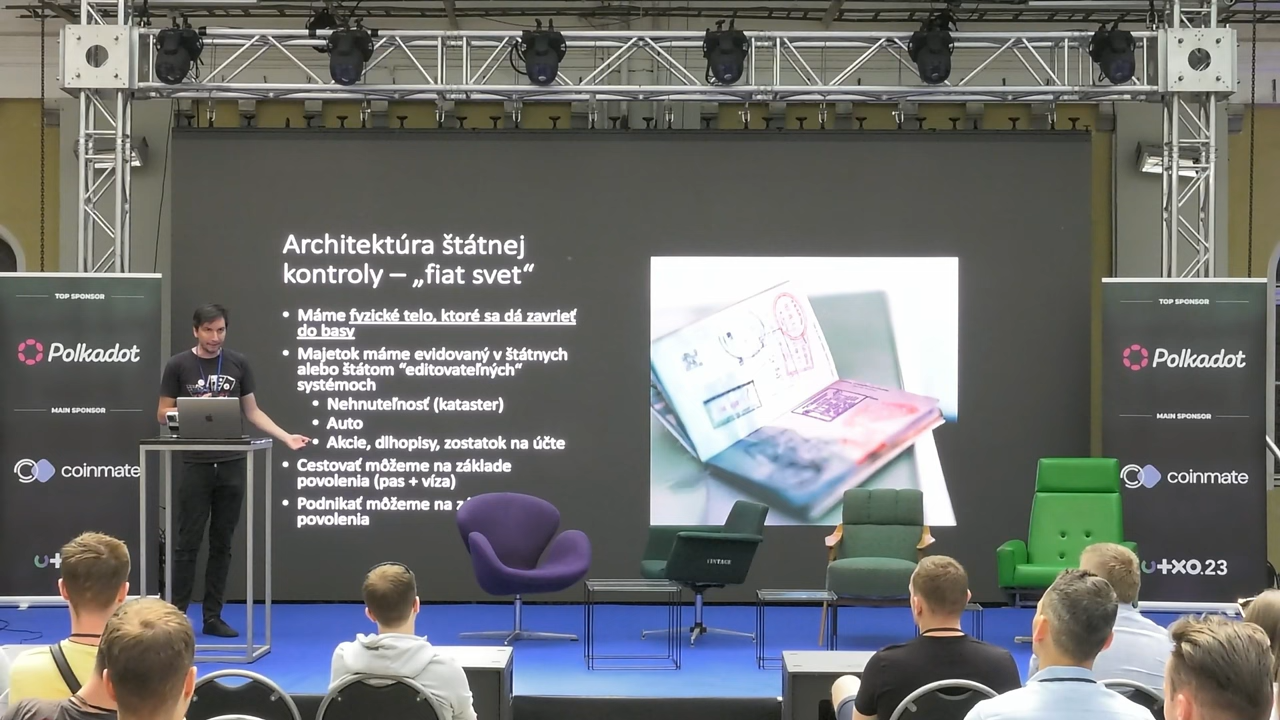 Architektúra štátnej
kontroly – „fiat svet“
• Máme fyzické telo, ktoré sa dá zavrieť
do basy
• Majetok máme evidovaný v štátnych
alebo štátom “editovateľných“
systémoch
• Nehnuteľnosť (kataster)
• Auto
• Akcie, dlhopisy, zostatok na účte
• Cestovať môžeme na základe
povolenia (pas + víza)
• Podnikať môžeme na
povolenia
TOP SPONSOR
Polkadot
MAIN SPONSOR
coinmate
TOP SPONSOR
Polkadot
MAIN SPONSOR
coinmate
utxo.23
VINTAGE